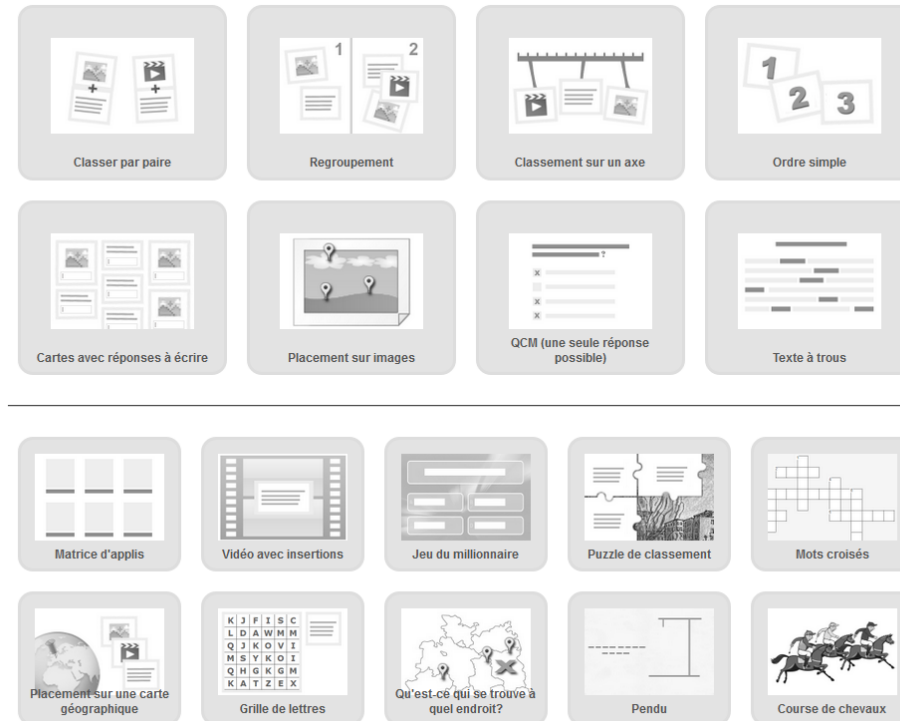 1
2
1
2
3
Classer par paire
Regroupement
Classement sur un axe
Ordre simple
?
x
x
x
Cartes avec réponses à écrire
Placement sur images
QCM (une seule réponse
possible)
Texte à trous
Matrice d'applis
Vidéo avec insertions
Jeu du millionnaire
Puzzle de classement
Mots croisés
K J F I S C
L D A W M M
Q J K O V I
M S Y K O I
Q H G K G M
K A T Z E X
Placement sur une carte
géographique
Grille de lettres
Qu'est-ce qui se trouve à
quel endroit?
Pendu
Course de chevaux